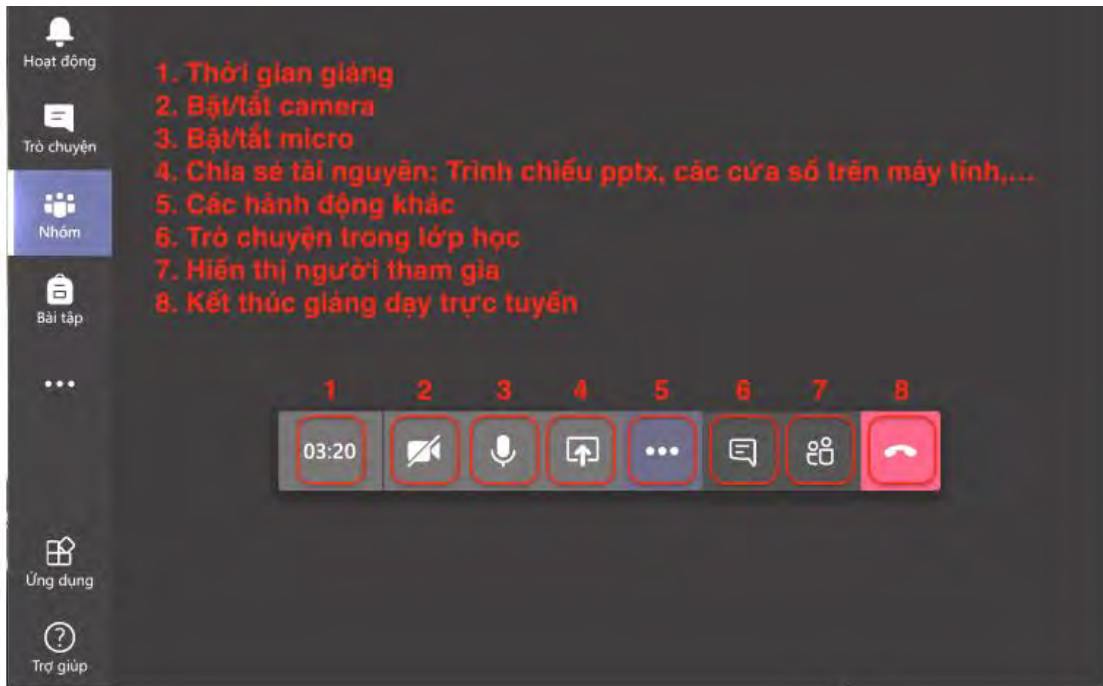 Hoạt động
Trò chuyện
Nhóm
Bài tập
Ứng dụng
Trợ giúp
1. Thời gian giảng
2. Bật/tắt camera
3. Bật/tắt micro
4. Chia sẻ tài nguyên: Trình chiếu pptx, các cửa sổ trên máy tính,...
5. Các hành động khác
6. Trò chuyện trong lớp học
7. Hiển thị người tham gia
8. Kết thúc giảng dạy trực tuyến
1 2 3 4 5 6 7 8
03:20